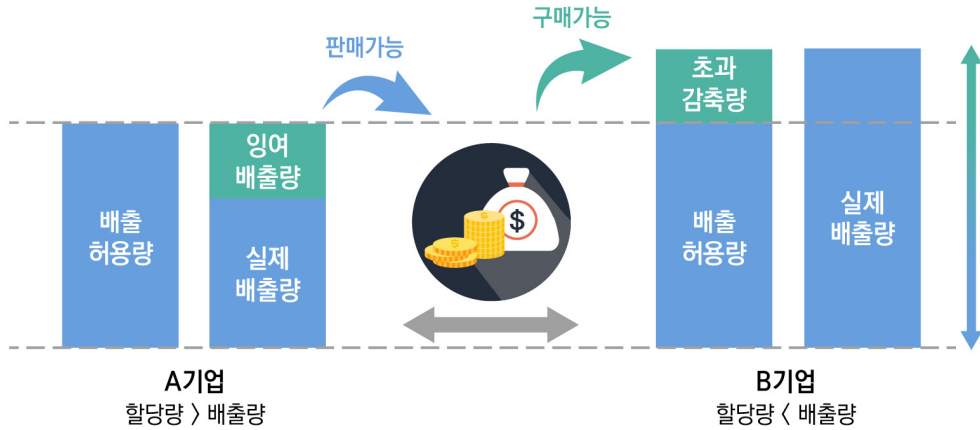 판매가능
구매가능
배출
허용량
잉여
배출량
실제
배출량
$
$
$
초과
감축량
배출
허용량
실제
배출량
A기업
할당량 > 배출량
B기업
할당량 < 배출량